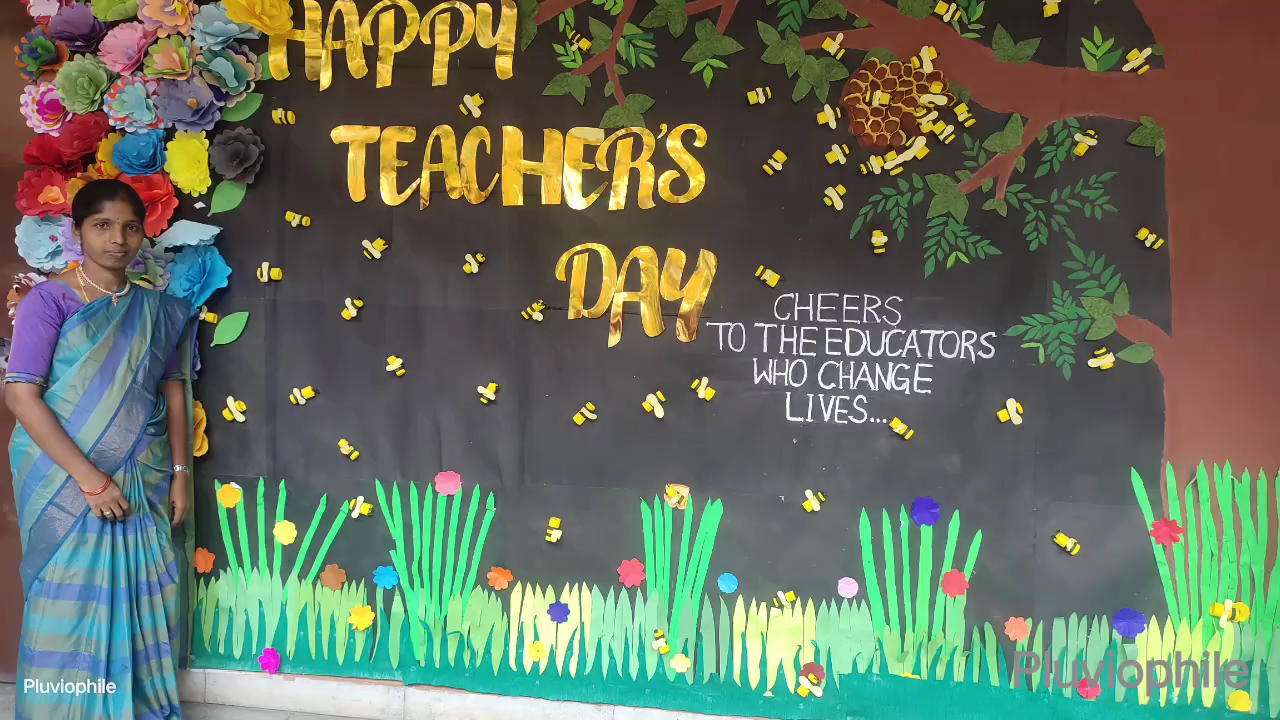 HAPPY
TEACHER'S
DAY
CHEERS
TO THE EDUCATORS
WHO CHANGE
LIVES...
Pluviophile
Pluviophile